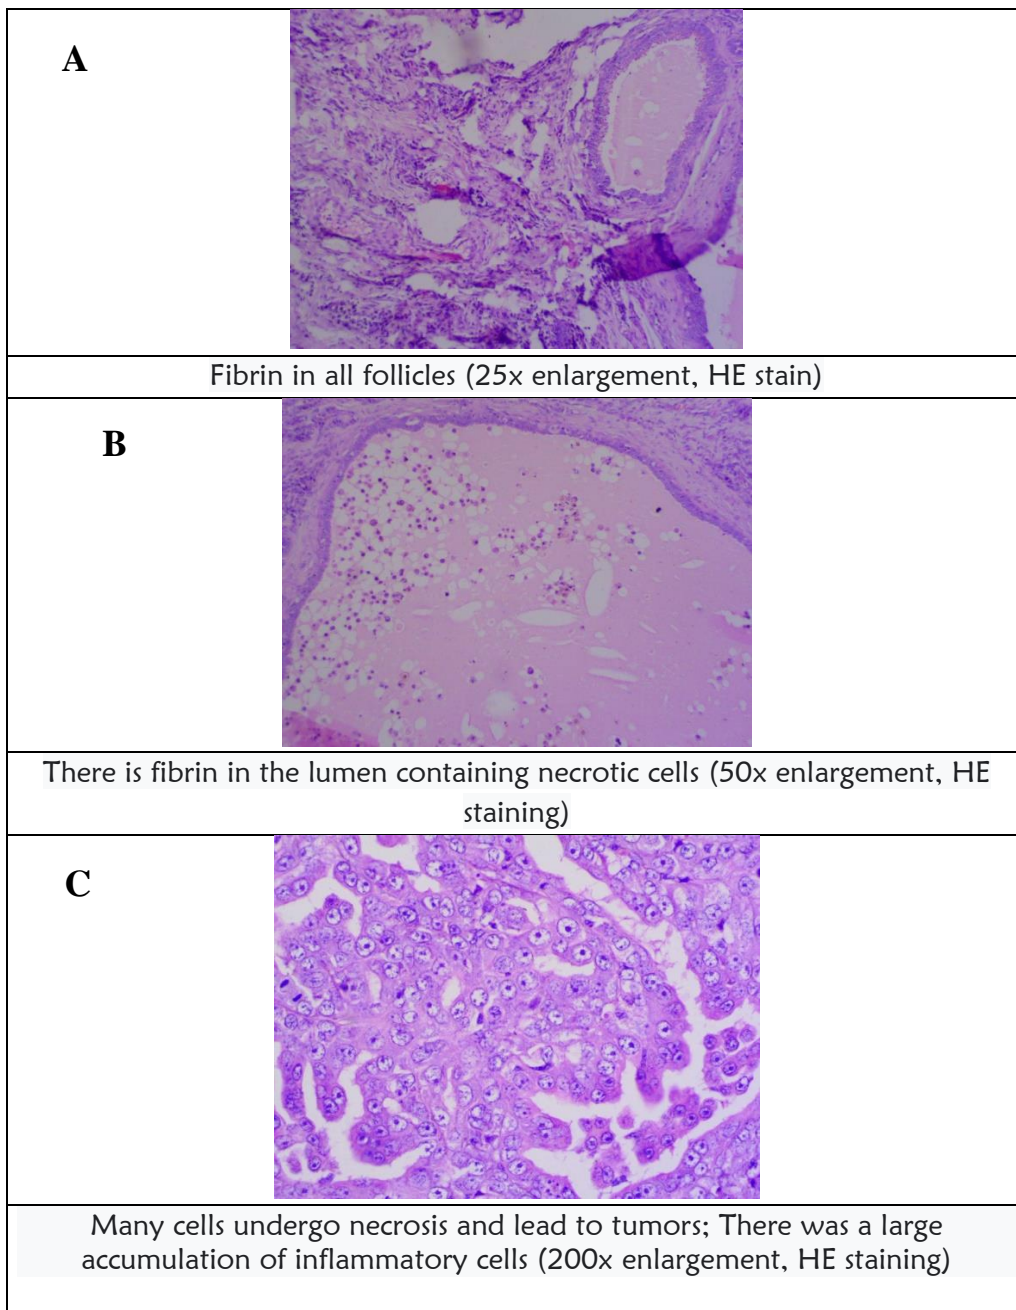 A
Fibrin in all follicles (25x enlargement, HE stain)
B
There is fibrin in the lumen containing necrotic cells (50x enlargement, HE
staining)
C
Many cells undergo necrosis and lead to tumors; There was a large
accumulation of inflammatory cells (200x enlargement, HE staining)